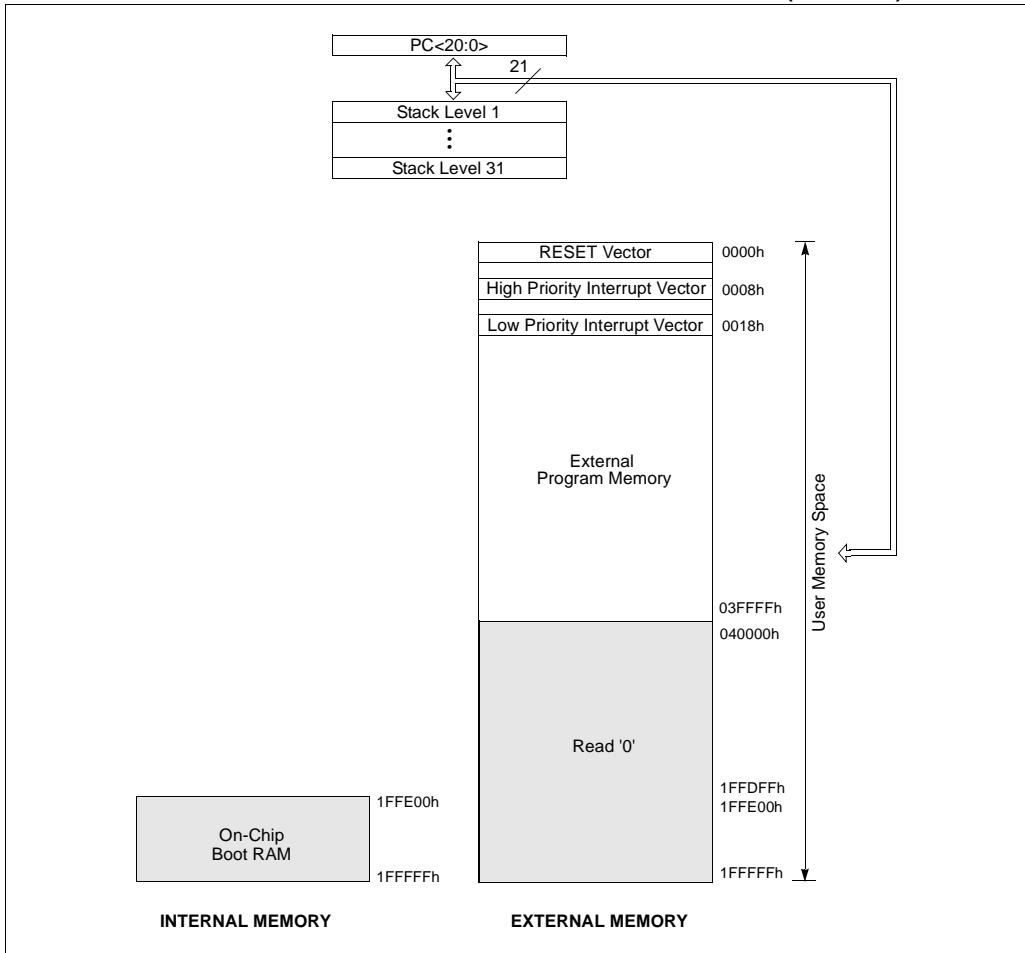 PC<20:0>
21
Stack Level 1
Stack Level 31
RESET Vector
0000h
High Priority Interrupt Vector
0008h
Low Priority Interrupt Vector
0018h
External
Program Memory
User Memory Space
03FFFFh
040000h
Read '0'
1FFDFFh
1FFE00h
1FFFFFh
1FFE00h
On-Chip
Boot RAM
1FFFFFh
INTERNAL MEMORY
EXTERNAL MEMORY